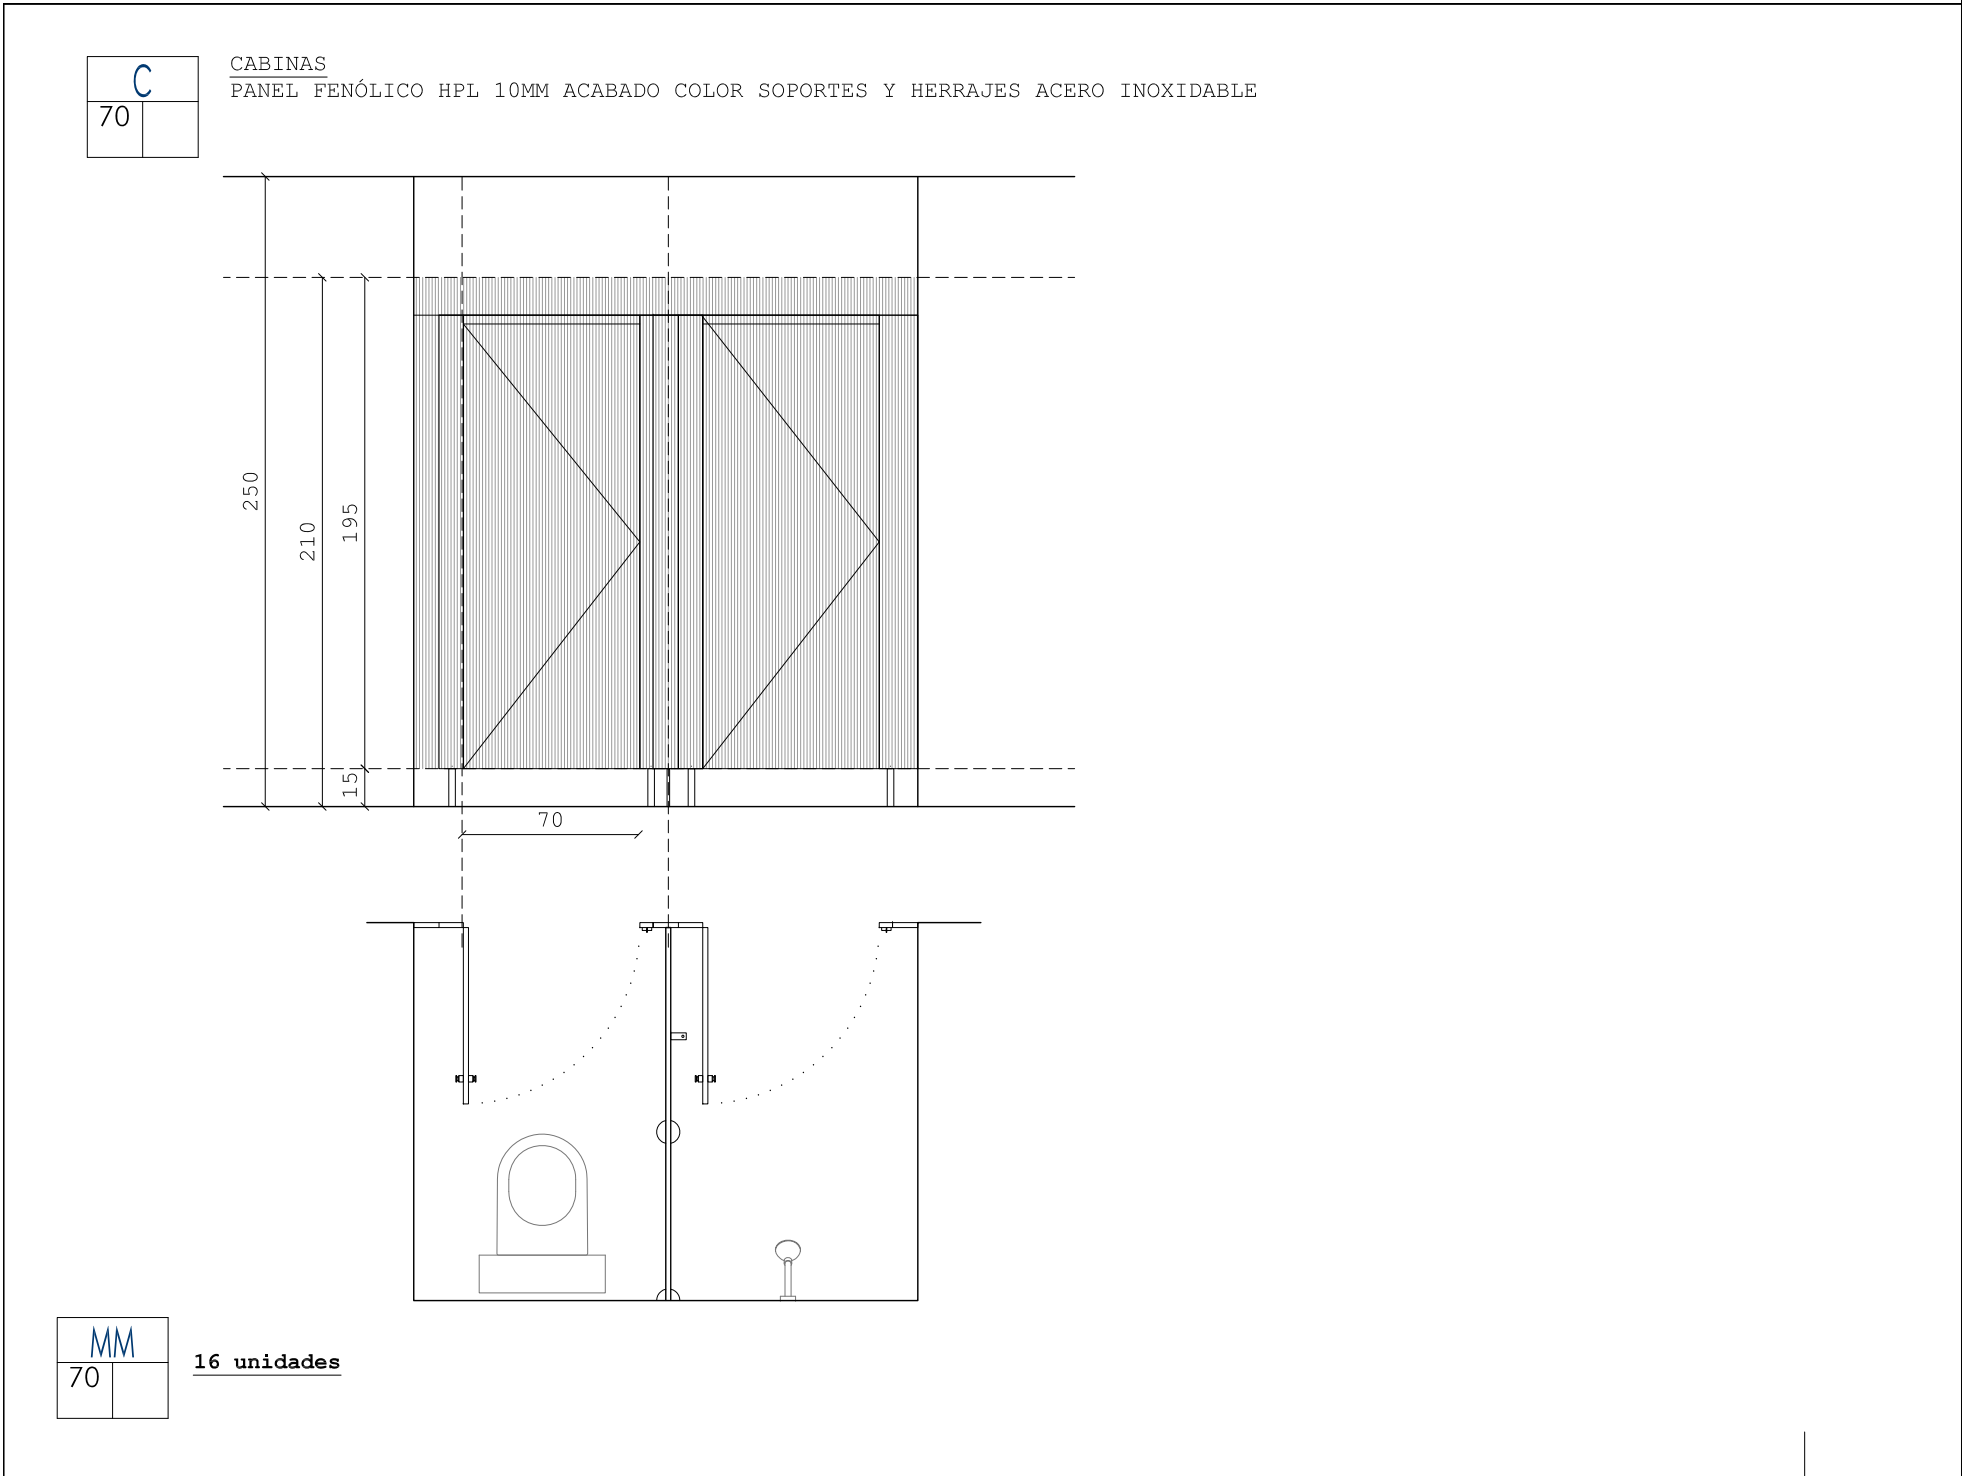 C
70
CABINAS
PANEL FENÓLICO HPL 10MM ACABADO COLOR SOPORTES Y HERRAJES ACERO INOXIDABLE
250
210
195
15
70
MM
70
16 unidades